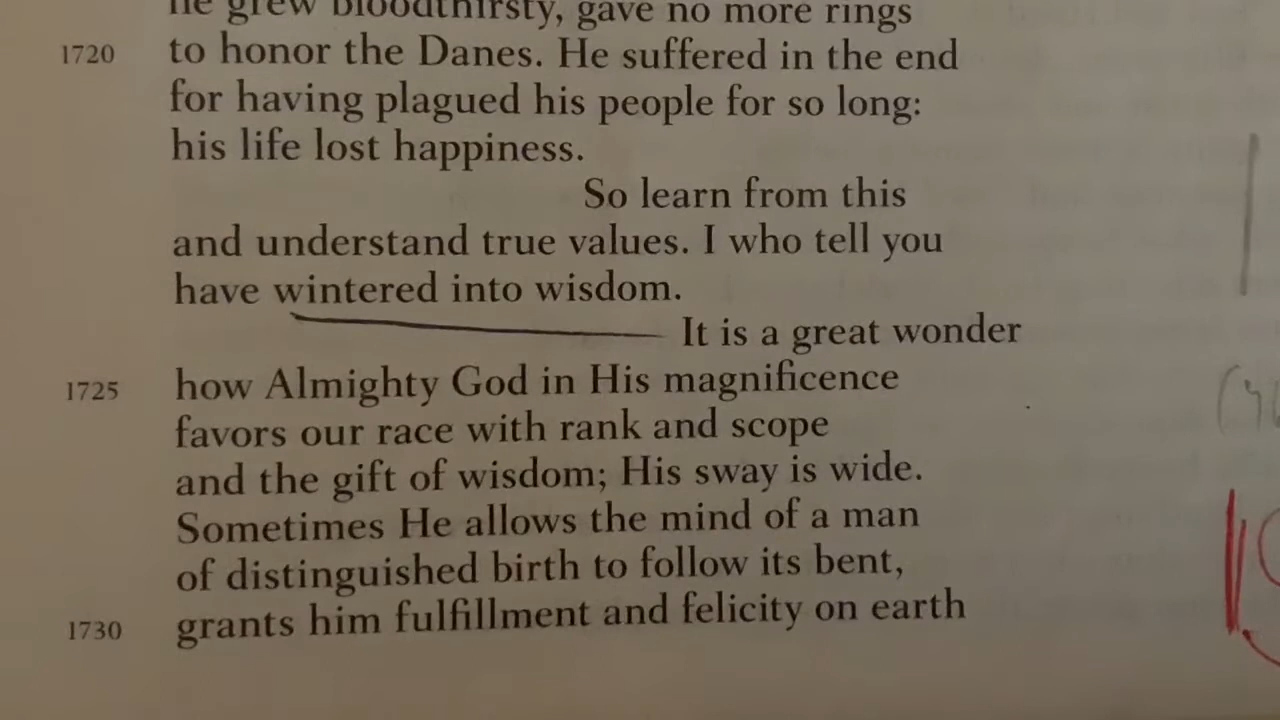 he grew bloodthirsty, gave no more rings
1720 to honor the Danes. He suffered in the end
for having plagued his people for so long:
his life lost happiness.
So learn from this
and understand true values. I who tell you
have wintered into wisdom.
It is a great wonder
1725 how Almighty God in His magnificence
favors our race with rank and scope
and the gift of wisdom; His sway is wide.
Sometimes He allows the mind of a man
of distinguished birth to follow its bent,
1730 grants him fulfillment and felicity on earth